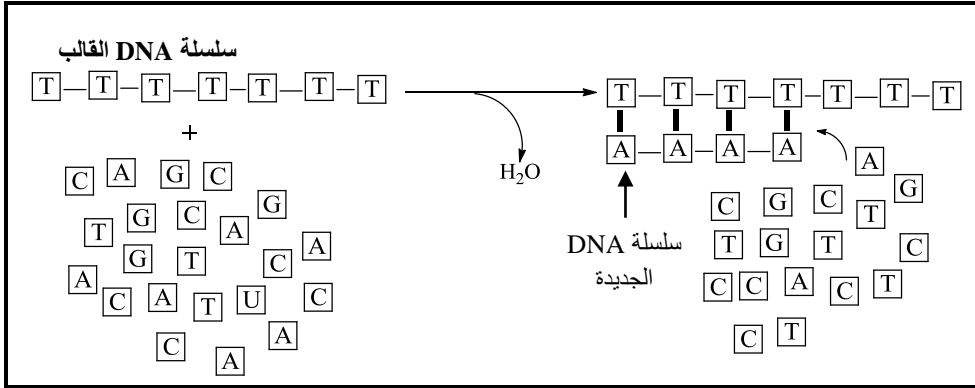 سلسلة DNA القالب
T T T T T T T
T T T T T T T
+
H₂O
A A A A
C A G C
A
G
C G C
T
G
T G C A
A
G T C
T G T
C
A C A T U C
C C A C T
C A A
C T
سلسلة DNA
الجديدة